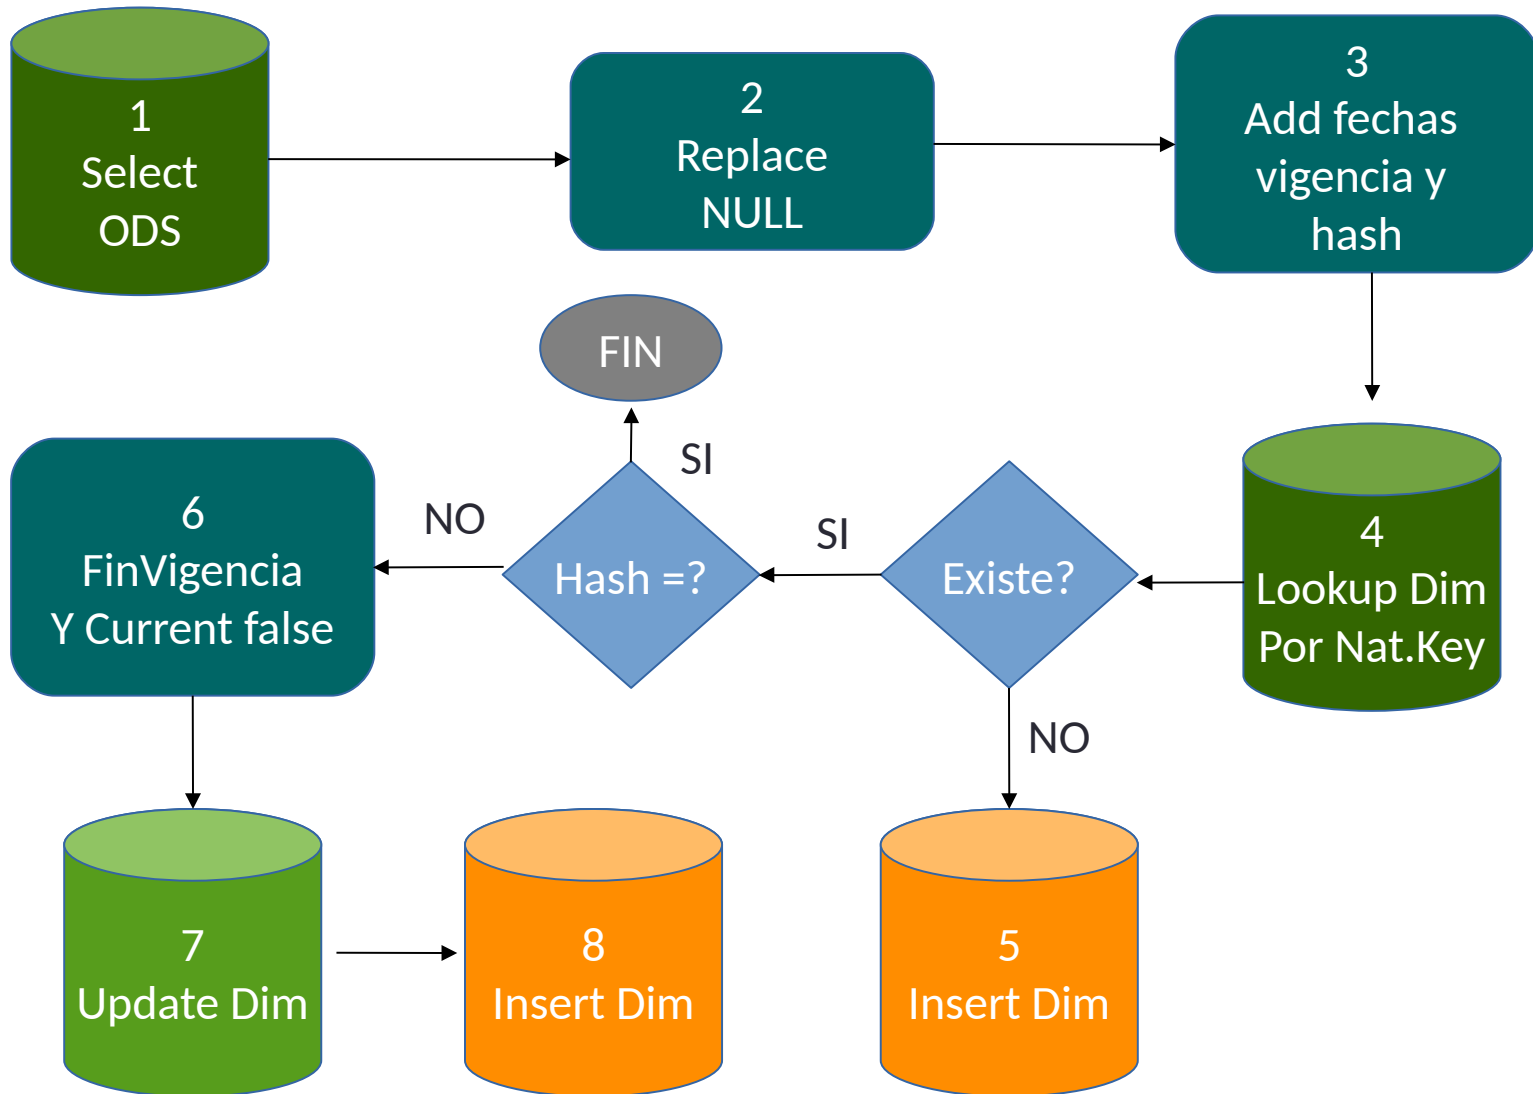 1
Select
ODS
2
Replace
NULL
3
Add fechas
vigencia y
hash
FIN
SI
NO
6
FinVigencia
Y Current false
Hash =?
SI
Existe?
4
Lookup Dim
Por Nat.Key
NO
7
Update Dim
8
Insert Dim
5
Insert Dim